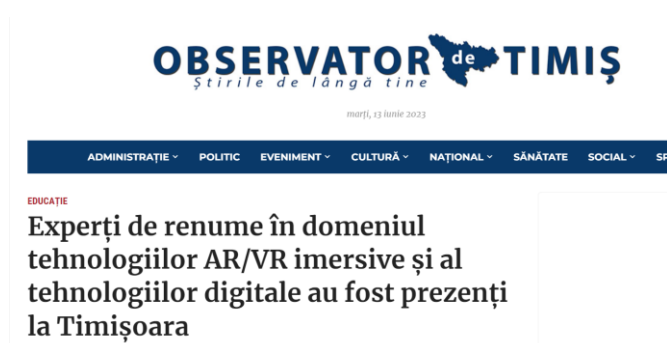 OBSERVATOR de TIMIȘ
Știrile de lângă tine
marți, 13 iunie 2023
ADMINISTRAȚIE POLITIC EVENIMENT CULTURĂ NAȚIONAL SĂNĂTATE SOCIAL SP
EDUCAȚIE
Experți de renume în domeniul
tehnologiilor AR/VR imersive și al
tehnologiilor digitale au fost prezenți
la Timișoara